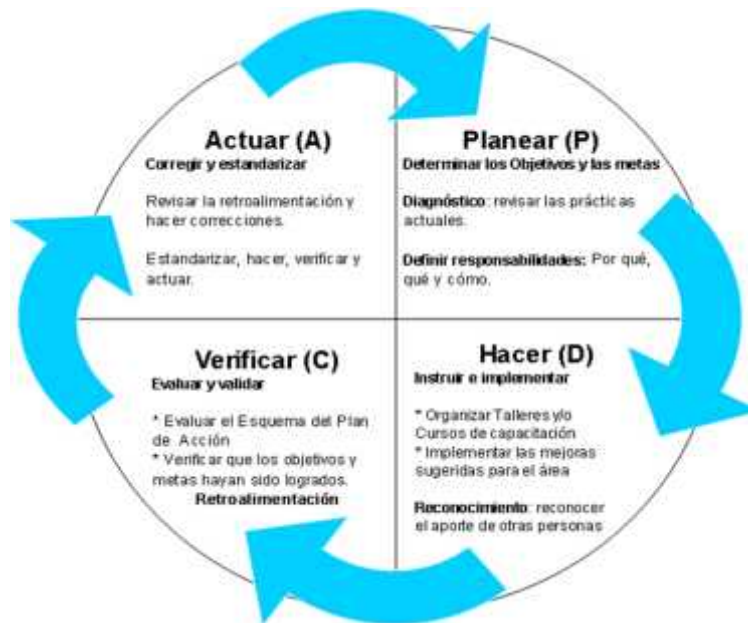 Actuar (A)
Corregir y estandarizar
Revisar la retroalimentación y
hacer correcciones.
Estandarizar, hacer, verificar y
actuar.
Planear (P)
Determinar los Objetivos y las metas
Diagnóstico: revisar las prácticas
actuales.
Definir responsabilidades: Por qué,
qué y cómo.
Verificar (C)
Evaluar y validar
* Evaluar el Esquema del Plan
de Acción
* Verificar que los objetivos y
metas hayan sido logrados.
Retroalimentación
Hacer (D)
Instruir e implementar
* Organizar Talleres y/o
Cursos de capacitación
* Implementar las mejoras
sugeridas para el área
Reconocimiento: reconocer
el aporte de otras personas